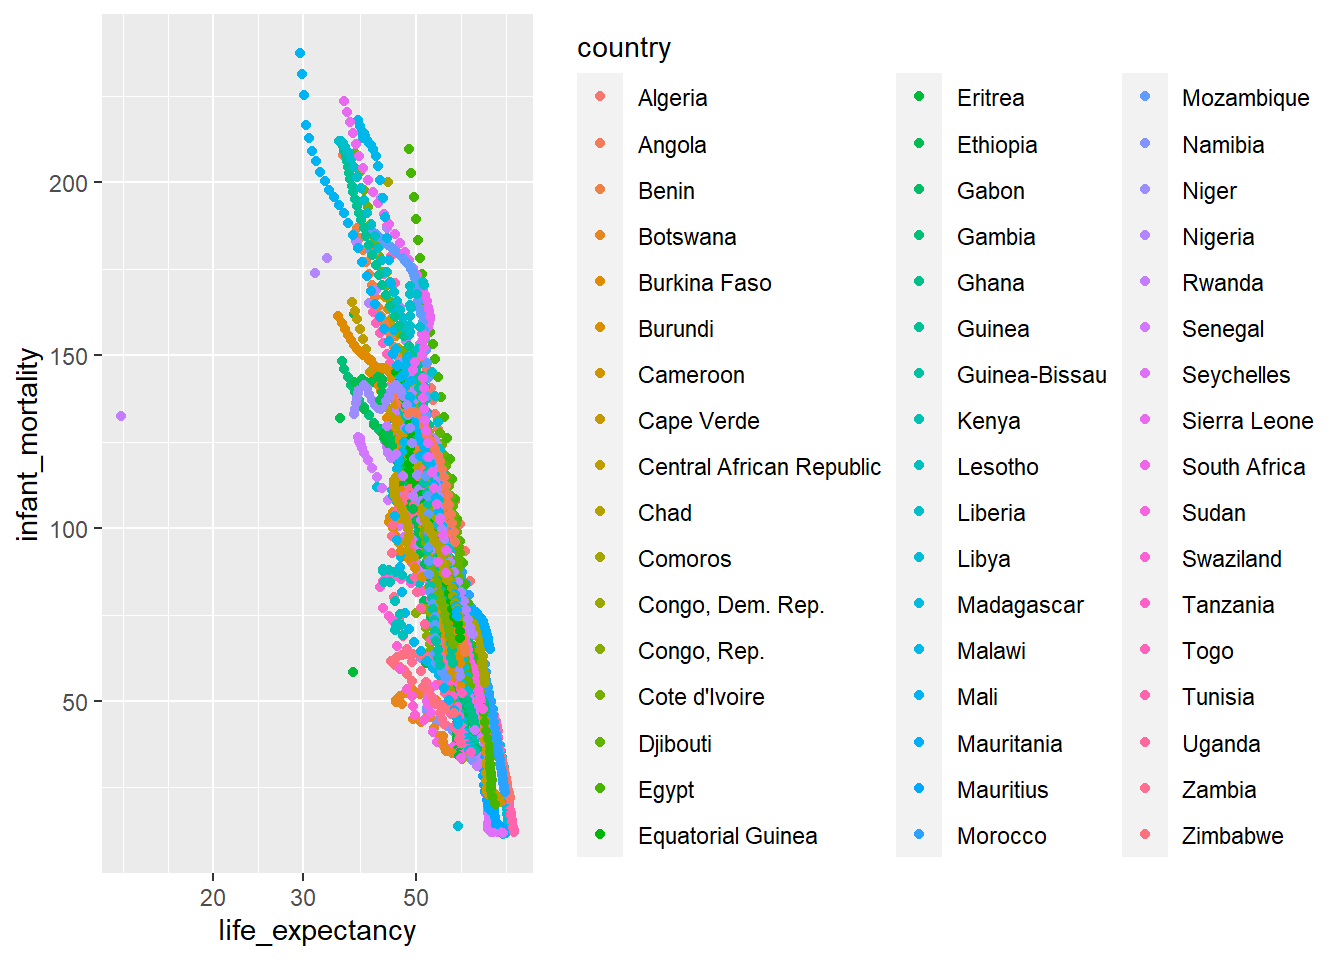 country
Algeria
Angola
Benin
Botswana
Burkina Faso
Burundi
Cameroon
Cape Verde
Central African Republic
Chad
Comoros
Congo, Dem. Rep.
Congo, Rep.
Cote d'Ivoire
Djibouti
Egypt
Equatorial Guinea
Eritrea
Ethiopia
Gabon
Gambia
Ghana
Guinea
Guinea-Bissau
Kenya
Lesotho
Liberia
Libya
Madagascar
Malawi
Mali
Mauritania
Mauritius
Morocco
Mozambique
Namibia
Niger
Nigeria
Rwanda
Senegal
Seychelles
Sierra Leone
South Africa
Sudan
Swaziland
Tanzania
Togo
Tunisia
Uganda
Zambia
Zimbabwe
infant_mortality
200
150
100
50
20 30 50
life_expectancy